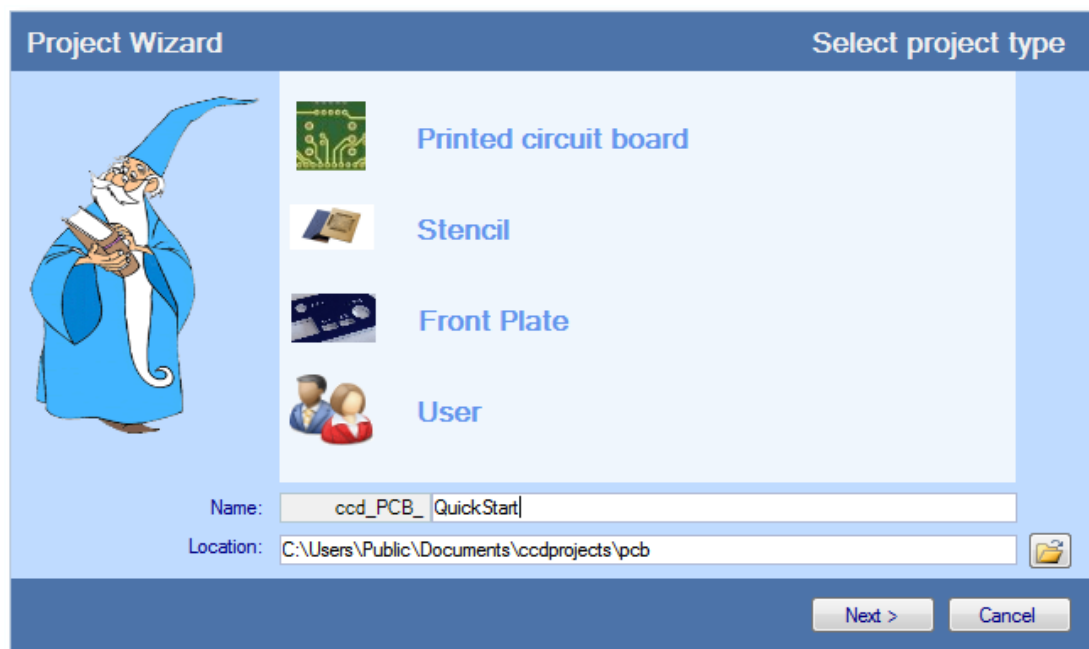 Project Wizard Select project type
Printed circuit board
Stencil
Front Plate
User
Name: ccd_PCB_ QuickStart
Location: C:\Users\Public\Documents\ccdprojects\pcb
Next > Cancel